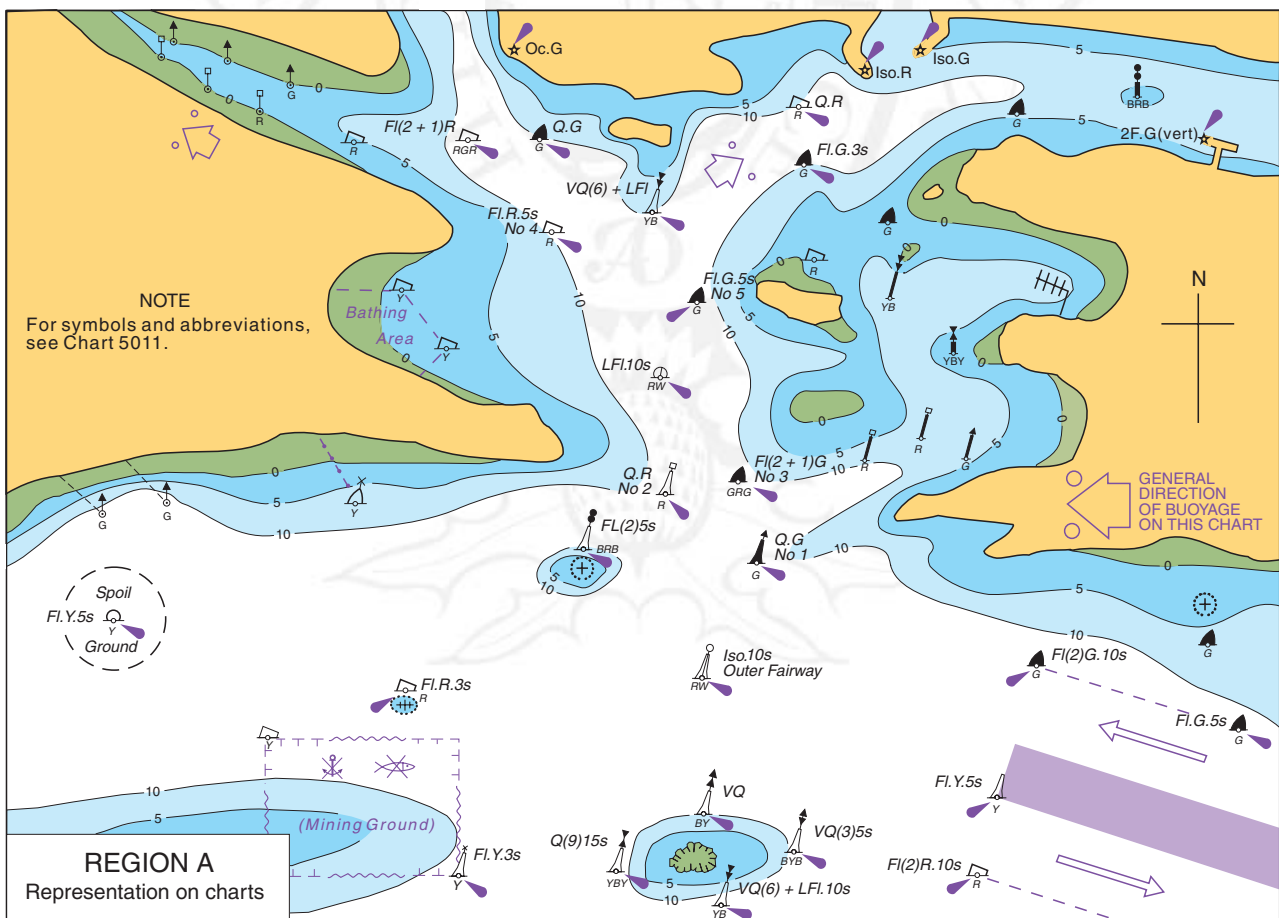 Oc.G
Iso.R
Iso.G
5
BRB
2F.G(vert)
0
G
R
0
R
Fl(2 + 1)R
RGR
Q.G
G
5
10
Q.R
R
G
Fl.G.3s
G
5
VQ(6) + LFl
YB
Fl.R.5s
No 4
R
10
5
G
0
R
0
0
YB
Fl.G.5s
No 5
G
10
5
N
NOTE
For symbols and abbreviations,
see Chart 5011.
Y
Bathing
Area
Y
0
5
10
LFl.10s
RW
YBY
0
0
0
5
10
R
R
G
5
Fl(2 + 1)G
No 3
GRG
Q.R
No 2
R
0
5
10
Y
G
G
GENERAL
DIRECTION
OF BUOYAGE
ON THIS CHART
Q.G
No 1
G
10
0
5
10
FL(2)5s
BRB
5
10
Spoil
Fl.Y.5s
Y
Ground
Iso.10s
Outer Fairway
RW
G
Fl(2)G.10s
G
Fl.G.5s
G
Fl.R.3s
R
Y
10
5
(Mining Ground)
Fl.Y.3s
Y
VQ
BY
VQ(3)5s
BYB
Q(9)15s
YBY
5
10
VQ(6) + LFl.10s
YB
Fl.Y.5s
Y
Fl(2)R.10s
R
REGION A
Representation on charts